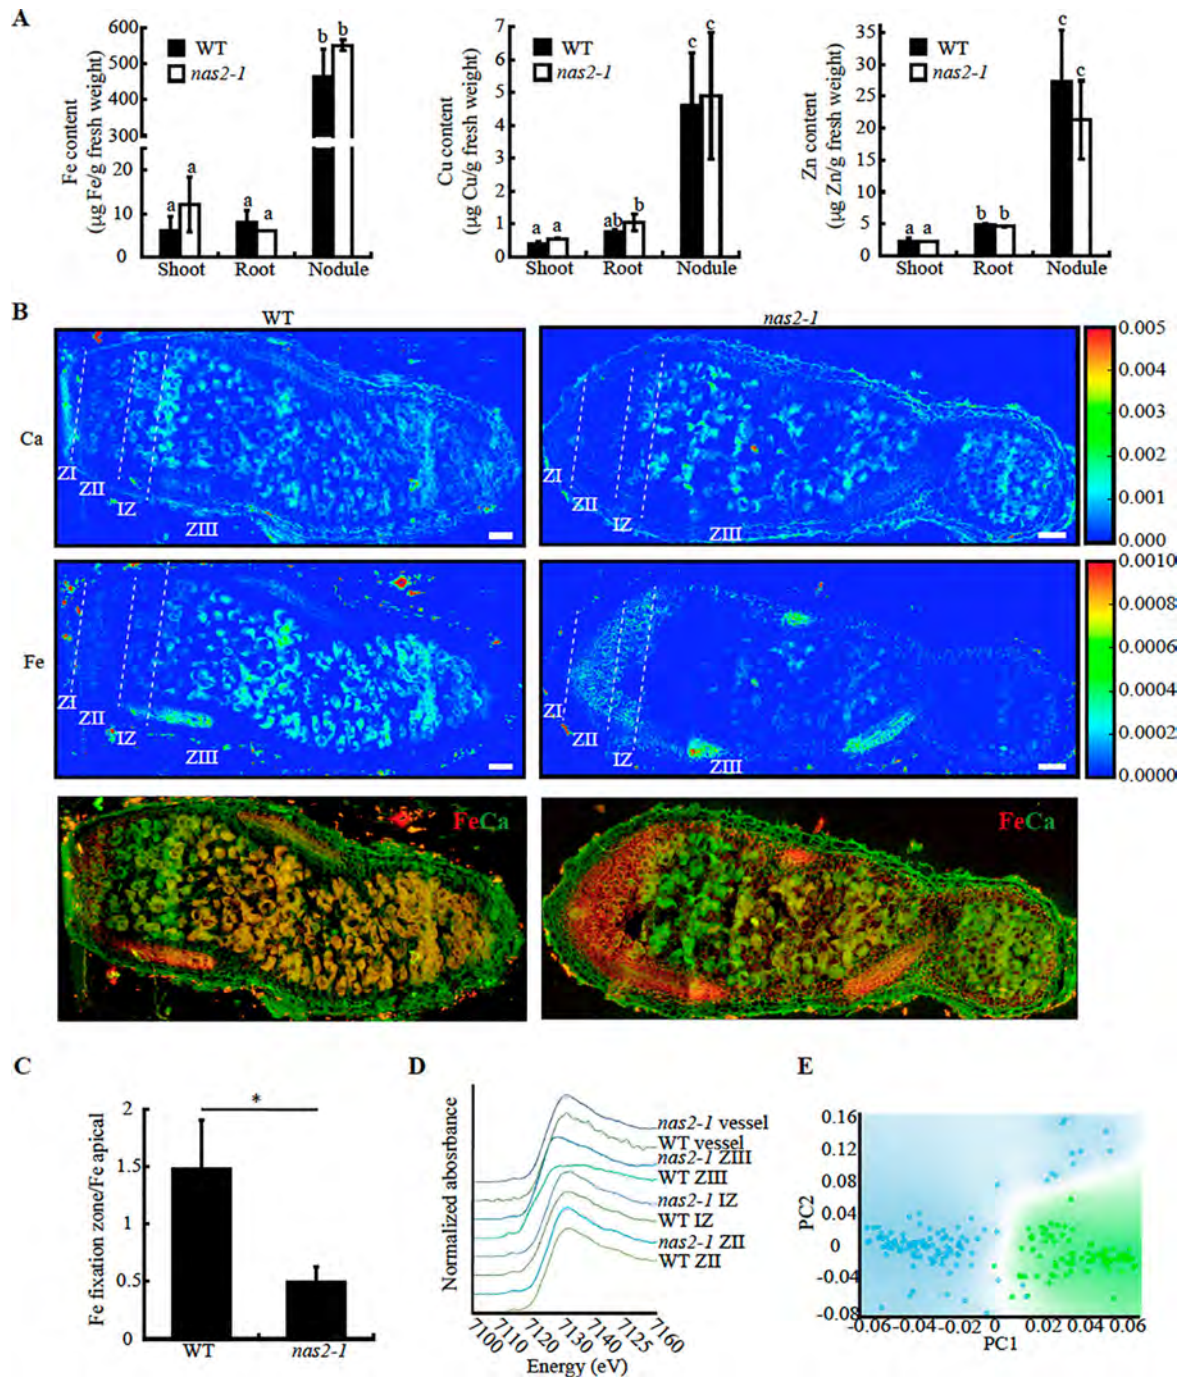 A
Fe content
(μg Fe/g fresh weight)
600
500
400
300
20
10
0
WT
nas2-1
a
a
a
a
b
b
Shoot
Root
Nodule
Cu content
(μg Cu/g fresh weight)
7
6
5
4
3
2
1
0
WT
nas2-1
a
a
ab
b
c
c
Shoot
Root
Nodule
Zn content
(μg Zn/g fresh weight)
35
30
25
20
15
10
5
0
WT
nas2-1
a
a
b
b
c
c
Shoot
Root
Nodule
B
WT
nas2-1
Ca
ZI
ZII
IZ
ZIII
ZI
ZII
IZ
ZIII
0.005
0.004
0.003
0.002
0.001
0.000
Fe
ZI
ZII
IZ
ZIII
ZI
ZII
IZ
ZIII
0.0010
0.0008
0.0006
0.0004
0.0002
0.0000
FeCa
FeCa
C
Fe fixation zone/Fe apical
2
1.5
1
0.5
0
*
WT
nas2-1
D
Normalized abosrbance
nas2-1 vessel
WT vessel
nas2-1 ZIII
WT ZIII
nas2-1 IZ
WT IZ
nas2-1 ZII
WT ZII
7100
7110
7120
7130
7140
7125
7160
Energy (eV)
E
PC2
0.16
0.12
0.08
0.04
0
-0.04
-0.08
-0.06
-0.04
-0.02
0
0.02
0.04
0.06
PC1